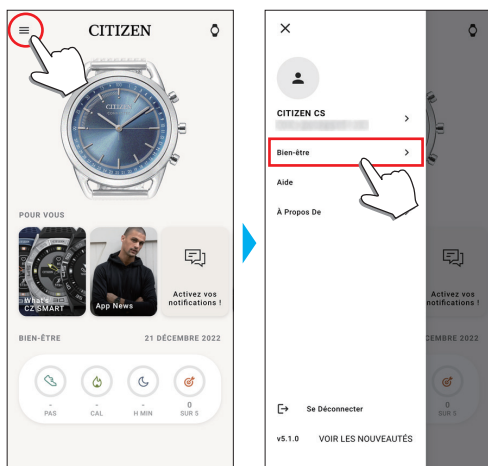 CITIZEN
CITIZEN
POUR VOUS
What's
CZ SMART
App News
Activez vos
notifications !
BIEN-ÊTRE
21 DÉCEMBRE 2022
-
PAS
-
CAL
-
H MIN
0
SUR 5
CITIZEN CS
Bien-être
Aide
À Propos De
Se Déconnecter
v5.1.0
VOIR LES NOUVEAUTÉS
Activez vos
notifications !
CEMBRE 2022
0
SUR 5